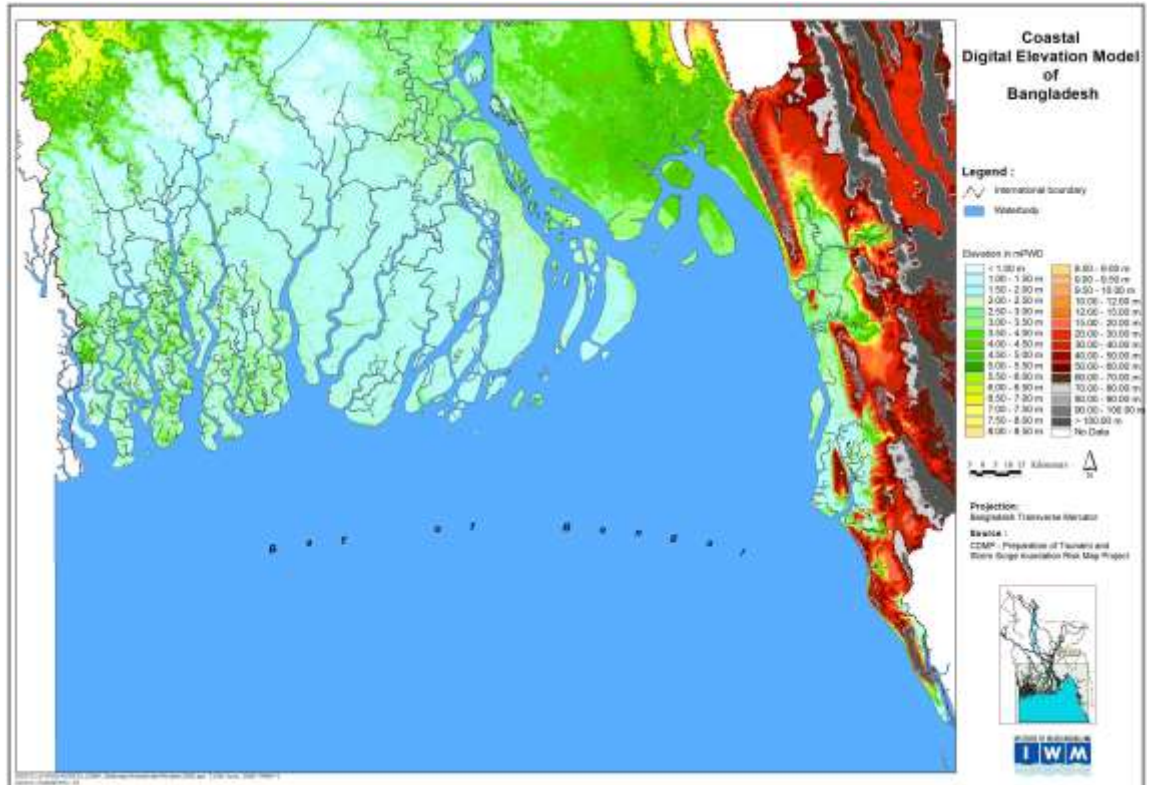 Coastal
Digital Elevation Model
of
Bangladesh
Legend :
International boundary
Waterbody
Elevation in mPWD
< 1.00 m
1.00 - 1.50 m
1.50 - 2.00 m
2.00 - 2.50 m
2.50 - 3.00 m
3.00 - 3.50 m
3.50 - 4.00 m
4.00 - 4.50 m
4.50 - 5.00 m
5.00 - 5.50 m
5.50 - 6.00 m
6.00 - 6.50 m
6.50 - 7.00 m
7.00 - 7.50 m
7.50 - 8.00 m
8.00 - 8.50 m
8.50 - 9.00 m
9.00 - 9.50 m
9.50 - 10.00 m
10.00 - 12.00 m
12.00 - 15.00 m
15.00 - 20.00 m
20.00 - 30.00 m
30.00 - 40.00 m
40.00 - 50.00 m
50.00 - 60.00 m
60.00 - 70.00 m
70.00 - 80.00 m
80.00 - 90.00 m
90.00 - 100.00 m
> 100.00 m
No Data
Kilometers
N
Projection:
Bangladesh Transverse Mercator
Source :
CDMP - Preparation of Tsunami and
Storm Surge Inundation Risk Map Project
Bay of Bengal
INSTITUTE OF WATER MODELLING
IWM